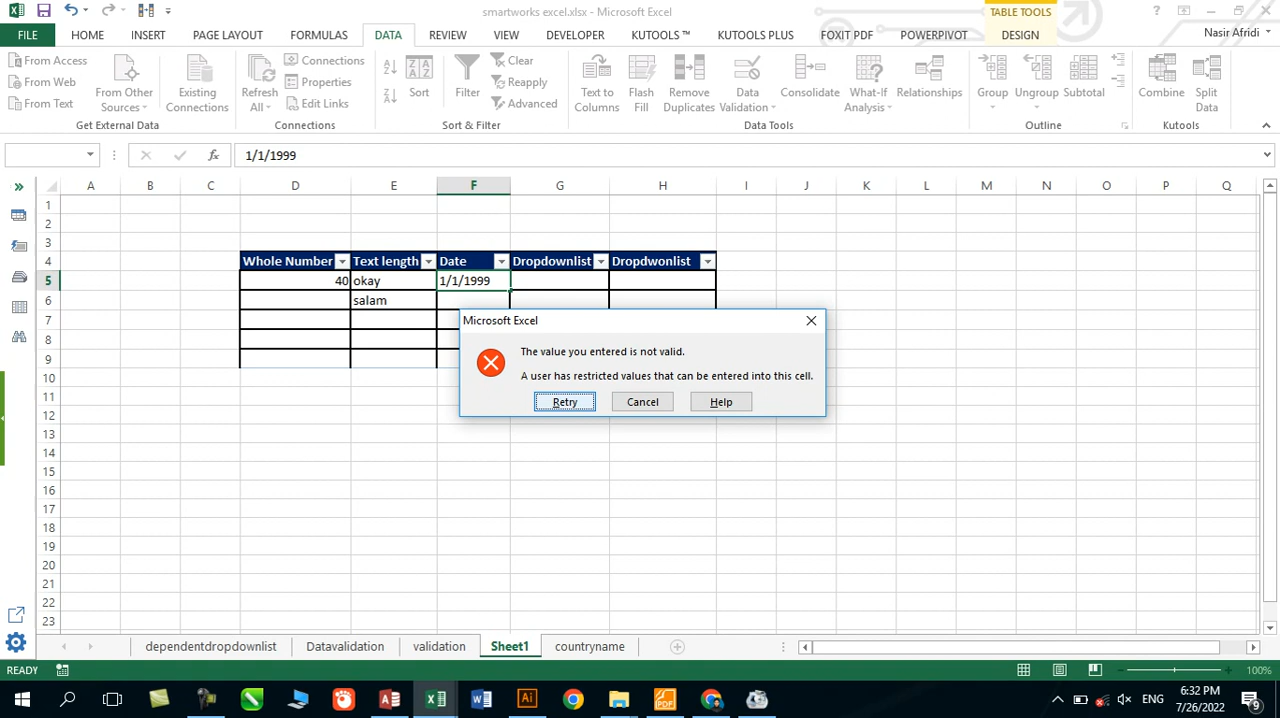 smartworks excel.xlsx - Microsoft Excel
TABLE TOOLS
FILE HOME INSERT PAGE LAYOUT FORMULAS DATA REVIEW VIEW DEVELOPER KUTOOLS ™ KUTOOLS PLUS FOXIT PDF POWERPIVOT DESIGN Nasir Afridi
From Access
From Web
From Text
From Other Sources
Existing Connections
Get External Data
Refresh All
Connections
Properties
Edit Links
Connections
Sort
Filter
Clear
Reapply
Advanced
Sort & Filter
Text to Columns
Flash Fill
Remove Duplicates
Data Validation
Consolidate
What-If Analysis
Relationships
Data Tools
Group
Ungroup
Subtotal
Outline
Combine
Split Data
Kutools
fx 1/1/1999
A B C D E F G H I J K L M N O P Q
1
2
3
4 Whole Number Text length Date Dropdownlist Dropdwonlist
5 40 okay 1/1/1999
6 salam
7
8
9
10
11
12
13
14
15
16
17
18
19
20
21
22
23
Microsoft Excel
The value you entered is not valid.
A user has restricted values that can be entered into this cell.
Retry Cancel Help
dependentdropdownlist Datavalidation validation Sheet1 countryname
READY 100%
ENG 6:32 PM
7/26/2022 9